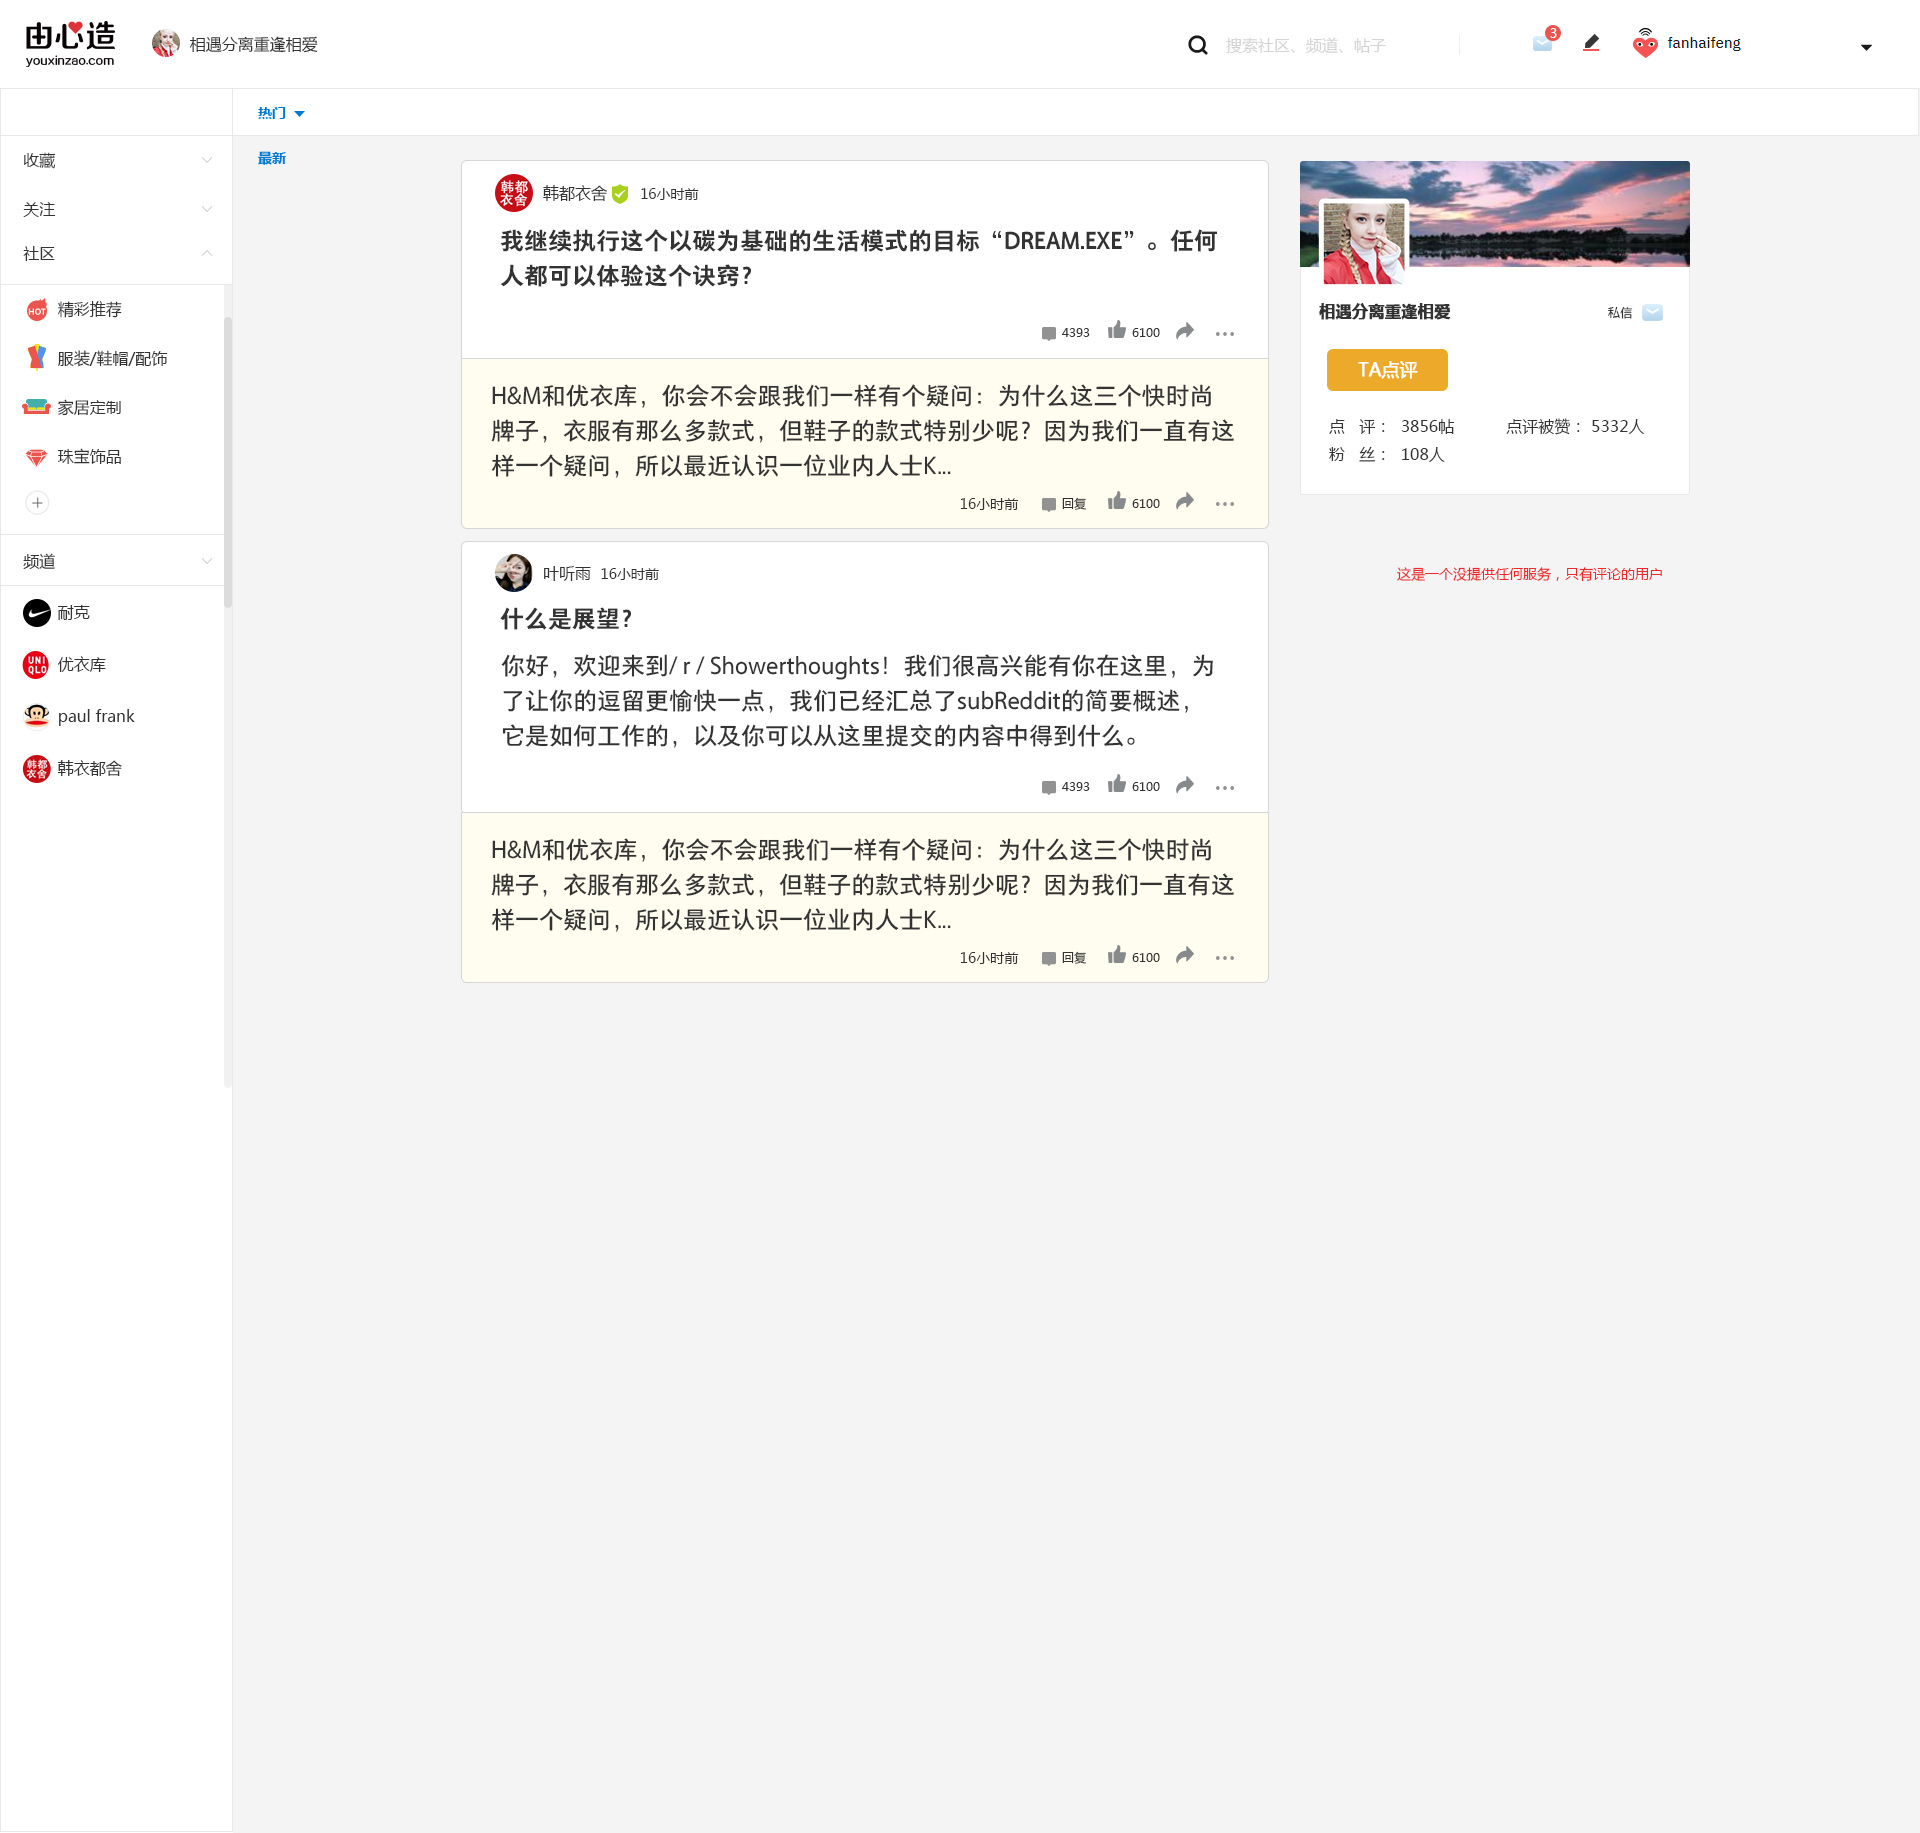 由心造
youxinzao.com
相遇分离重逢相爱
搜索社区、频道、帖子
3
fanhaifeng
热门
最新
收藏
关注
社区
HOT
精彩推荐
服装/鞋帽/配饰
家居定制
珠宝饰品
频道
耐克
UNI
QLO
优衣库
paul frank
韩都
衣舍
韩衣都舍
韩都
衣舍
韩都衣舍 16小时前
我继续执行这个以碳为基础的生活模式的目标“DREAM.EXE”。任何
人都可以体验这个诀窍？
4393 6100
H&M和优衣库，你会不会跟我们一样有个疑问：为什么这三个快时尚
牌子，衣服有那么多款式，但鞋子的款式特别少呢？因为我们一直有这
样一个疑问，所以最近认识一位业内人士K...
16小时前 回复 6100
叶听雨 16小时前
什么是展望？
你好，欢迎来到/ r / Showerthoughts！我们很高兴能有你在这里，为
了让你的逗留更愉快一点，我们已经汇总了subReddit的简要概述，
它是如何工作的，以及你可以从这里提交的内容中得到什么。
4393 6100
H&M和优衣库，你会不会跟我们一样有个疑问：为什么这三个快时尚
牌子，衣服有那么多款式，但鞋子的款式特别少呢？因为我们一直有这
样一个疑问，所以最近认识一位业内人士K...
16小时前 回复 6100
相遇分离重逢相爱 私信
TA点评
点 评： 3856帖 点评被赞：5332人
粉 丝： 108人
这是一个没提供任何服务，只有评论的用户